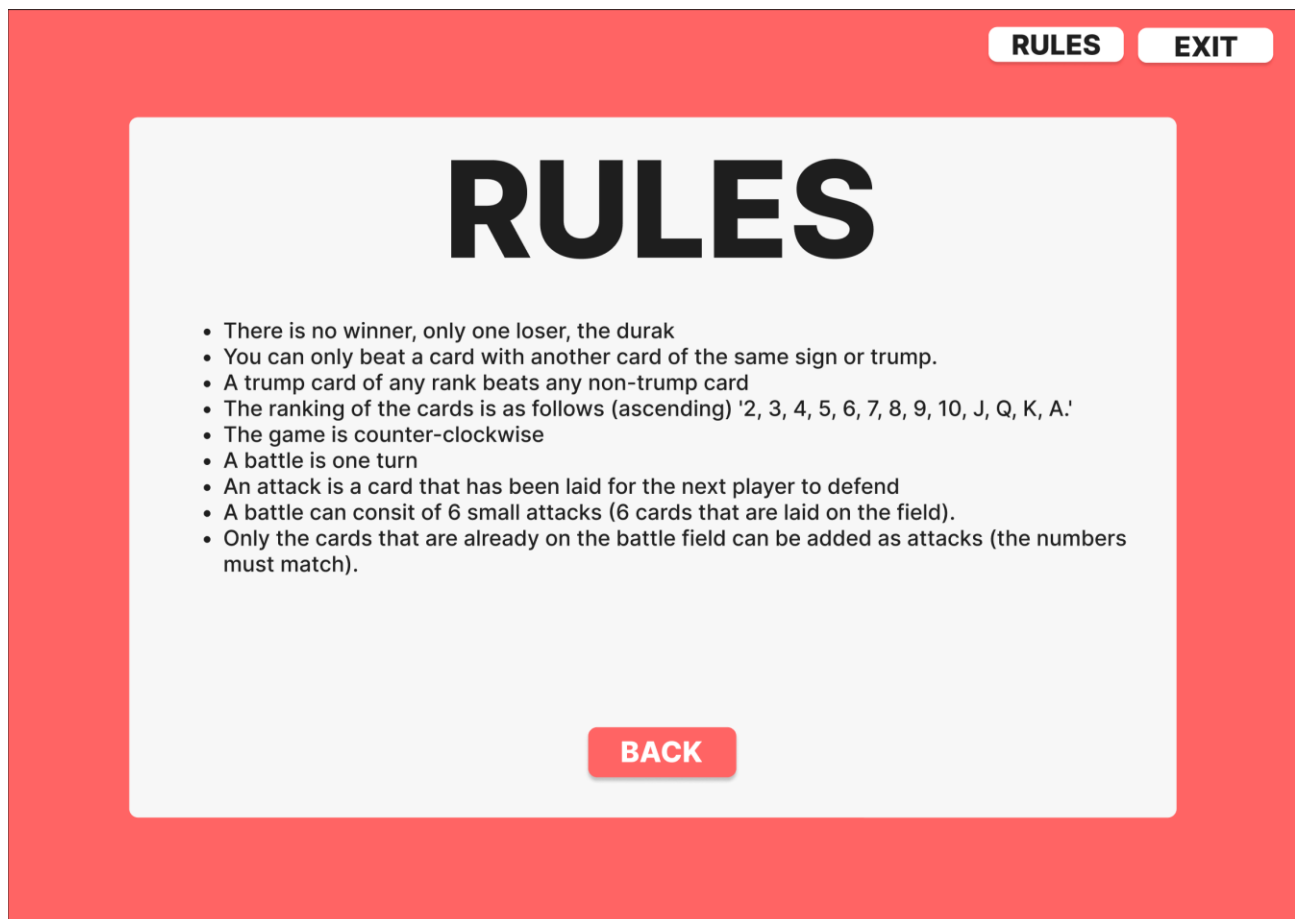 RULES
EXIT
RULES
• There is no winner, only one loser, the durak
• You can only beat a card with another card of the same sign or trump.
• A trump card of any rank beats any non-trump card
• The ranking of the cards is as follows (ascending) '2, 3, 4, 5, 6, 7, 8, 9, 10, J, Q, K, A.'
• The game is counter-clockwise
• A battle is one turn
• An attack is a card that has been laid for the next player to defend
• A battle can consit of 6 small attacks (6 cards that are laid on the field).
• Only the cards that are already on the battle field can be added as attacks (the numbers
must match).
BACK